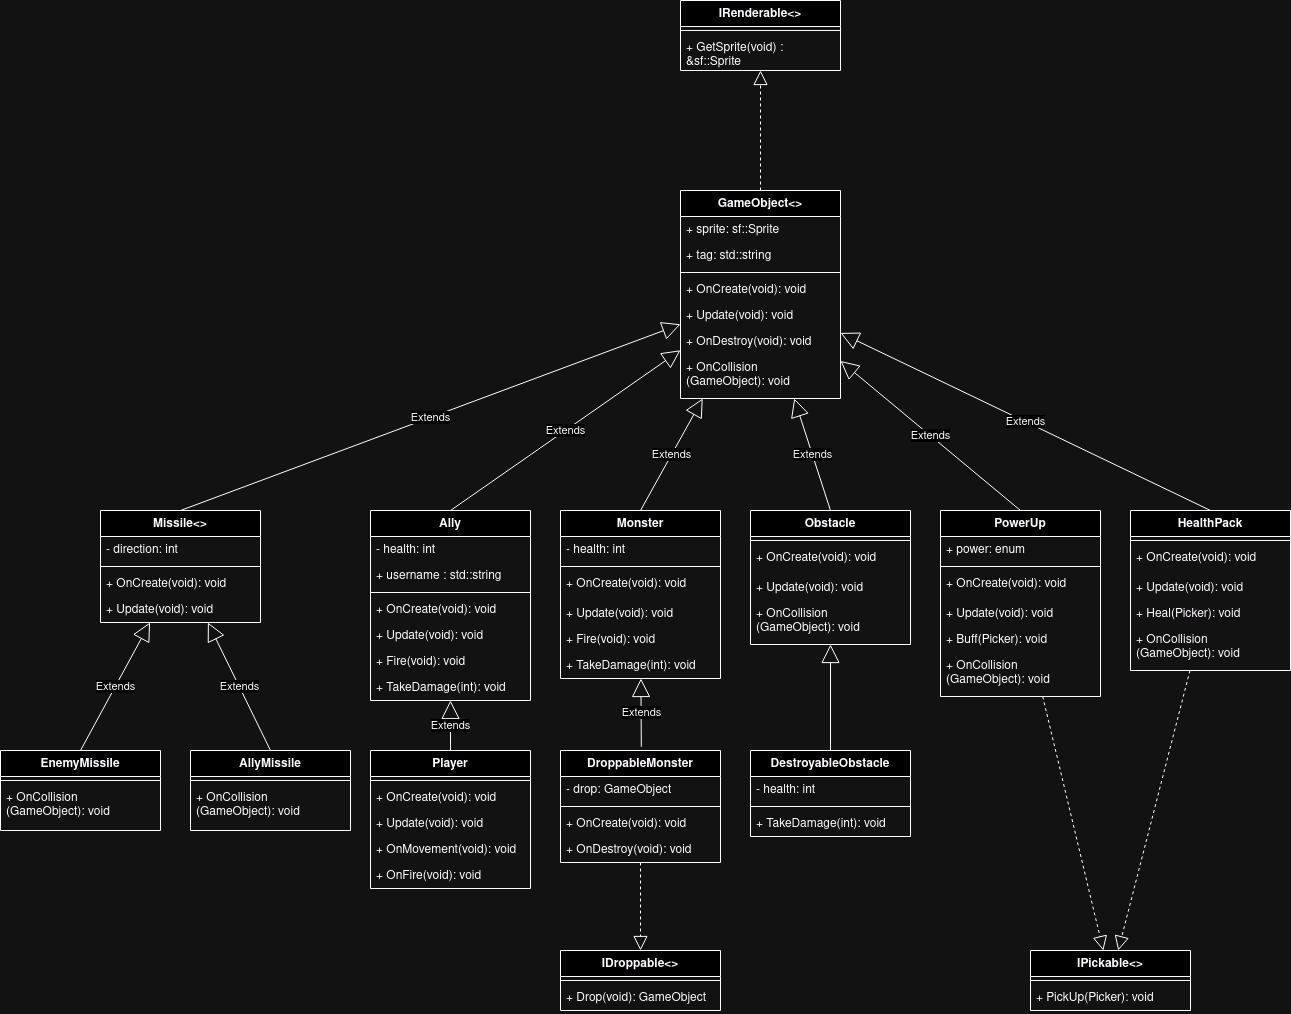 IRenderable<>
+ GetSprite(void) :
&sf::Sprite
GameObject<>
+ sprite: sf::Sprite
+ tag: std::string
+ OnCreate(void): void
+ Update(void): void
+ OnDestroy(void): void
+ OnCollision
(GameObject): void
Extends
Extends
Extends
Extends
Extends
Extends
Missile<>
- direction: int
+ OnCreate(void): void
+ Update(void): void
Ally
- health: int
+ username : std::string
+ OnCreate(void): void
+ Update(void): void
+ Fire(void): void
+ TakeDamage(int): void
Monster
- health: int
+ OnCreate(void): void
+ Update(void): void
+ Fire(void): void
+ TakeDamage(int): void
Obstacle
+ OnCreate(void): void
+ Update(void): void
+ OnCollision
(GameObject): void
PowerUp
+ power: enum
+ OnCreate(void): void
+ Update(void): void
+ Buff(Picker): void
+ OnCollision
(GameObject): void
HealthPack
+ OnCreate(void): void
+ Update(void): void
+ Heal(Picker): void
+ OnCollision
(GameObject): void
Extends
Extends
Extends
Extends
EnemyMissile
+ OnCollision
(GameObject): void
AllyMissile
+ OnCollision
(GameObject): void
Player
+ OnCreate(void): void
+ Update(void): void
+ OnMovement(void): void
+ OnFire(void): void
DroppableMonster
- drop: GameObject
+ OnCreate(void): void
+ OnDestroy(void): void
DestroyableObstacle
- health: int
+ TakeDamage(int): void
IDroppable<>
+ Drop(void): GameObject
IPickable<>
+ PickUp(Picker): void